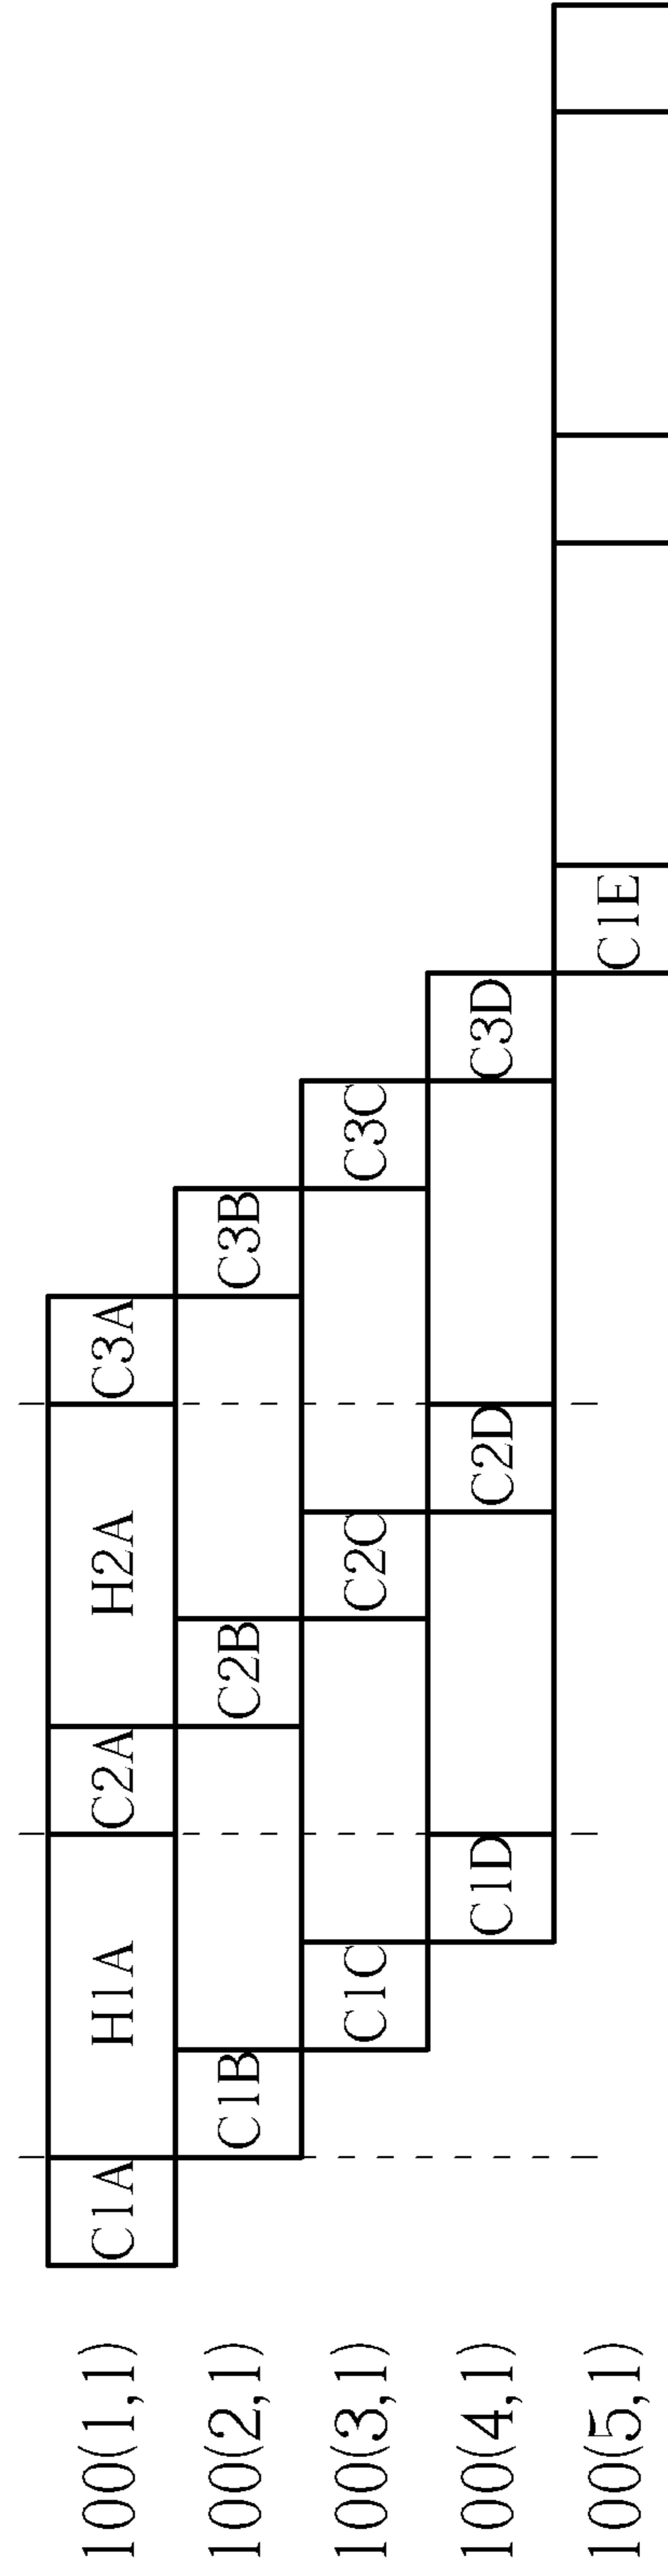 100(1,1) C1A H1A C2A H2A C3A
100(2,1) C1B C2B C3B
100(3,1) C1C C2C C3C
100(4,1) C1D C2D C3D
100(5,1) C1E